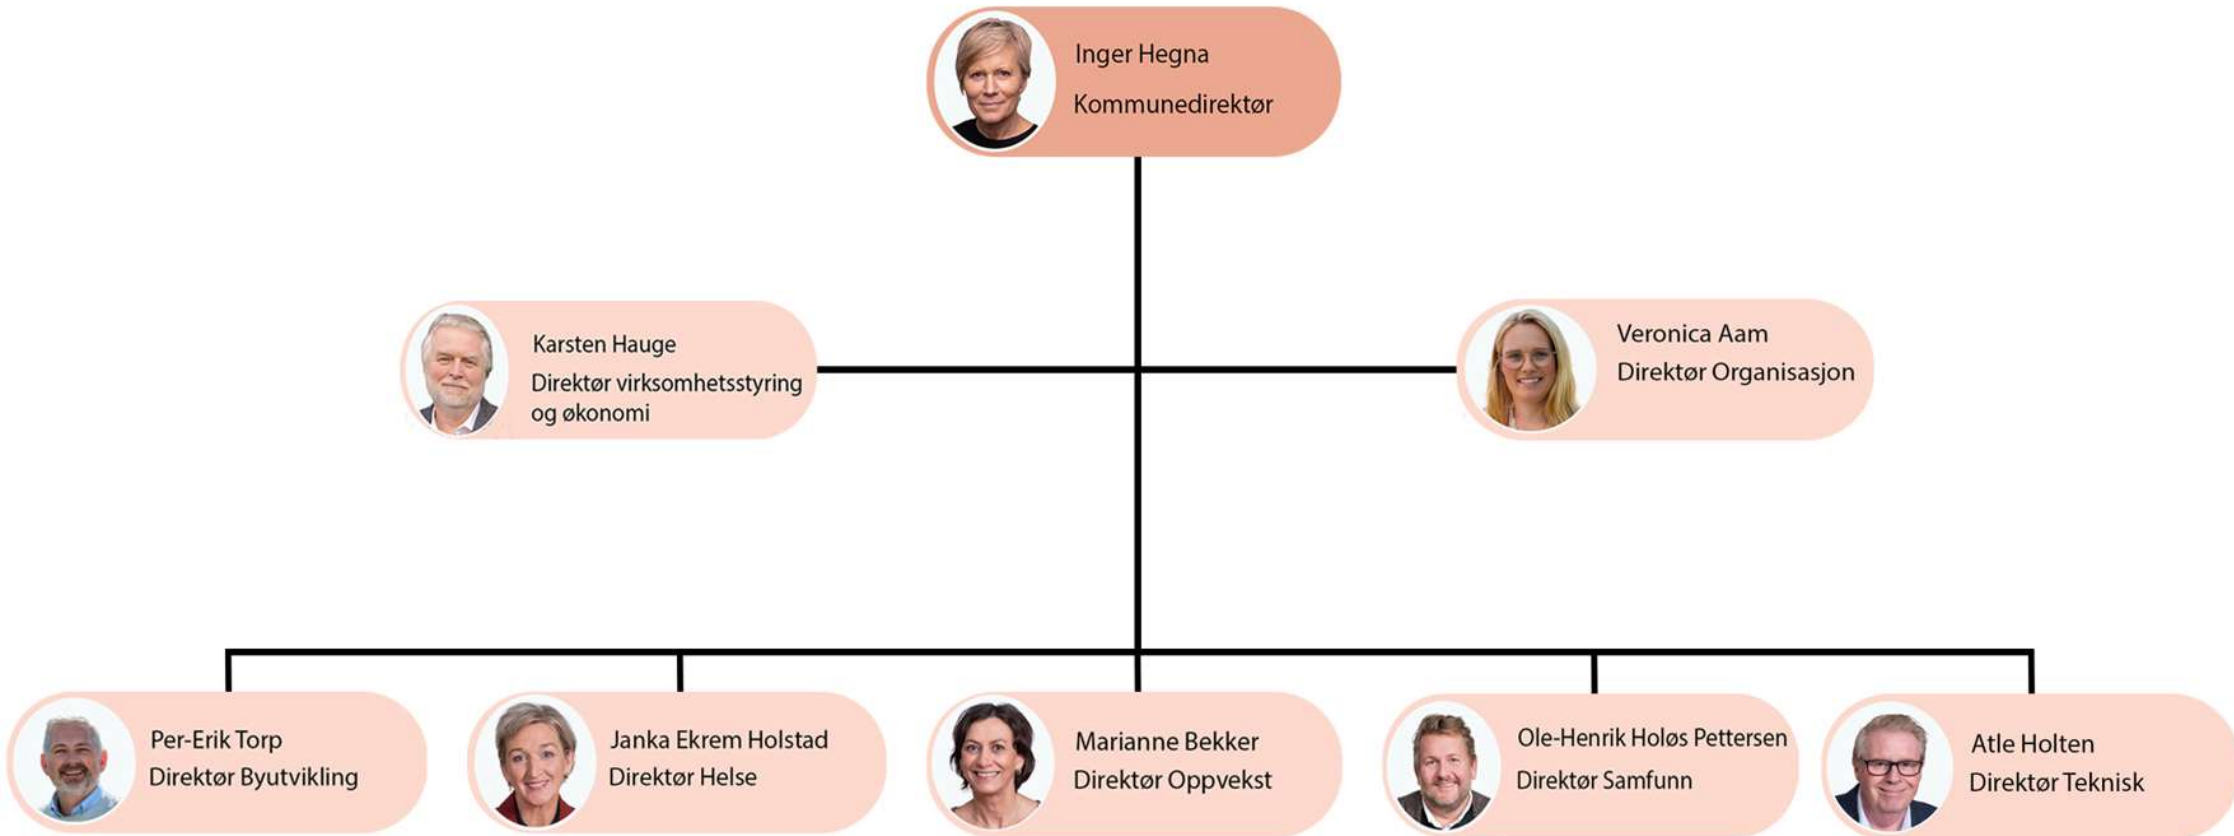 Inger Hegna
Kommunedirektør
Karsten Hauge
Direktør virksomhetsstyring
og økonomi
Veronica Aam
Direktør Organisasjon
Per-Erik Torp
Direktør Byutvikling
Janka Ekrem Holstad
Direktør Helse
Marianne Bekker
Direktør Oppvekst
Ole-Henrik Holøs Pettersen
Direktør Samfunn
Atle Holten
Direktør Teknisk